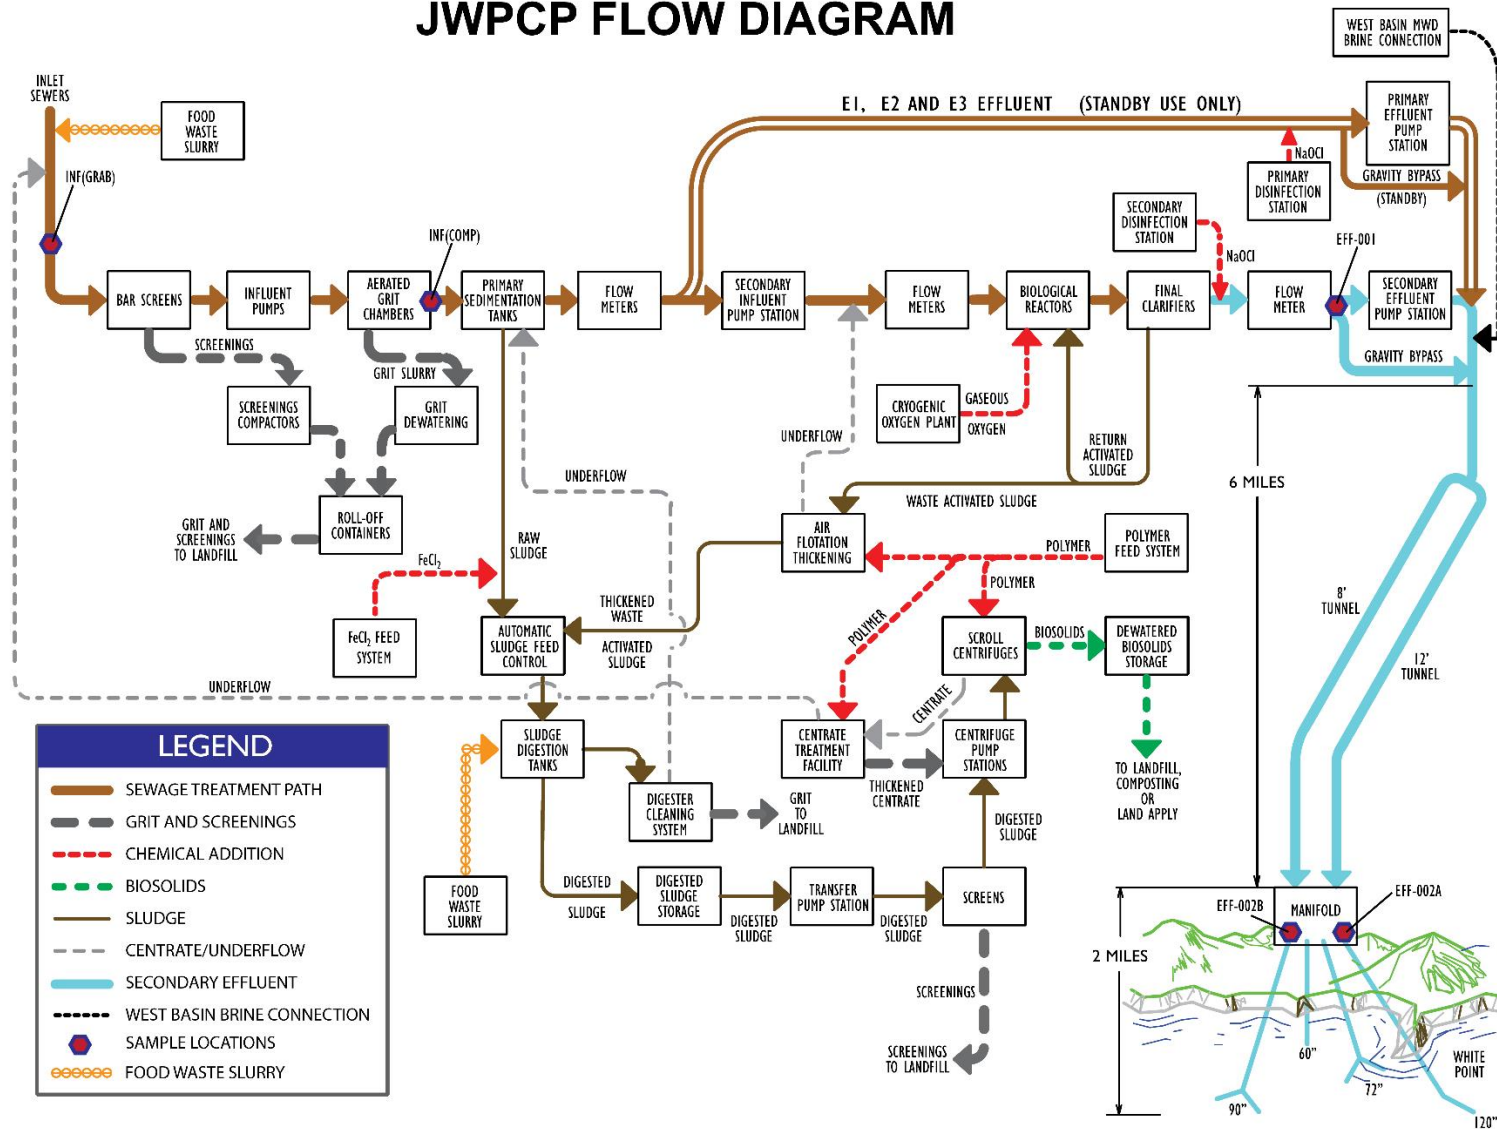 JWPCP FLOW DIAGRAM
WEST BASIN MWD
BRINE CONNECTION
INLET
SEWERS
FOOD
WASTE
SLURRY
INF(GRAB)
E1, E2 AND E3 EFFLUENT (STANDBY USE ONLY)
PRIMARY
EFFLUENT
PUMP
STATION
NaOCl
PRIMARY
DISINFECTION
STATION
GRAVITY BYPASS
(STANDBY)
SECONDARY
DISINFECTION
STATION
NaOCl
EFF-001
INF(COMP)
BAR SCREENS
INFLUENT
PUMPS
AERATED
GRIT
CHAMBERS
PRIMARY
SEDIMENTATION
TANKS
FLOW
METERS
SECONDARY
INFLUENT
PUMP STATION
FLOW
METERS
BIOLOGICAL
REACTORS
FINAL
CLARIFIERS
FLOW
METER
SECONDARY
EFFLUENT
PUMP STATION
SCREENINGS
GRIT SLURRY
GRAVITY BYPASS
SCREENINGS
COMPACTORS
GRIT
DEWATERING
CRYOGENIC
OXYGEN PLANT
GASEOUS
OXYGEN
UNDERFLOW
RETURN
ACTIVATED
SLUDGE
UNDERFLOW
WASTE ACTIVATED SLUDGE
6 MILES
ROLL-OFF
CONTAINERS
GRIT AND
SCREENINGS
TO LANDFILL
RAW
SLUDGE
AIR
FLOTATION
THICKENING
POLYMER
POLYMER
FEED SYSTEM
FeCl2
POLYMER
POLYMER
THICKENED
WASTE
ACTIVATED
SLUDGE
8'
TUNNEL
12'
TUNNEL
FeCl2 FEED
SYSTEM
AUTOMATIC
SLUDGE FEED
CONTROL
SCROLL
CENTRIFUGES
BIOSOLIDS
DEWATERED
BIOSOLIDS
STORAGE
UNDERFLOW
CENTRATE
SLUDGE
DIGESTION
TANKS
CENTRATE
TREATMENT
FACILITY
CENTRIFUGE
PUMP
STATIONS
THICKENED
CENTRATE
TO LANDFILL,
COMPOSTING
OR
LAND APPLY
DIGESTER
CLEANING
SYSTEM
GRIT
TO
LANDFILL
DIGESTED
SLUDGE
FOOD
WASTE
SLURRY
DIGESTED
SLUDGE
DIGESTED
SLUDGE
STORAGE
DIGESTED
SLUDGE
TRANSFER
PUMP STATION
DIGESTED
SLUDGE
SCREENS
SCREENINGS
SCREENINGS
TO LANDFILL
EFF-002B
MANIFOLD
EFF-002A
2 MILES
60"
72"
90"
120"
WHITE
POINT
LEGEND
SEWAGE TREATMENT PATH
GRIT AND SCREENINGS
CHEMICAL ADDITION
BIOSOLIDS
SLUDGE
CENTRATE/UNDERFLOW
SECONDARY EFFLUENT
WEST BASIN BRINE CONNECTION
SAMPLE LOCATIONS
FOOD WASTE SLURRY